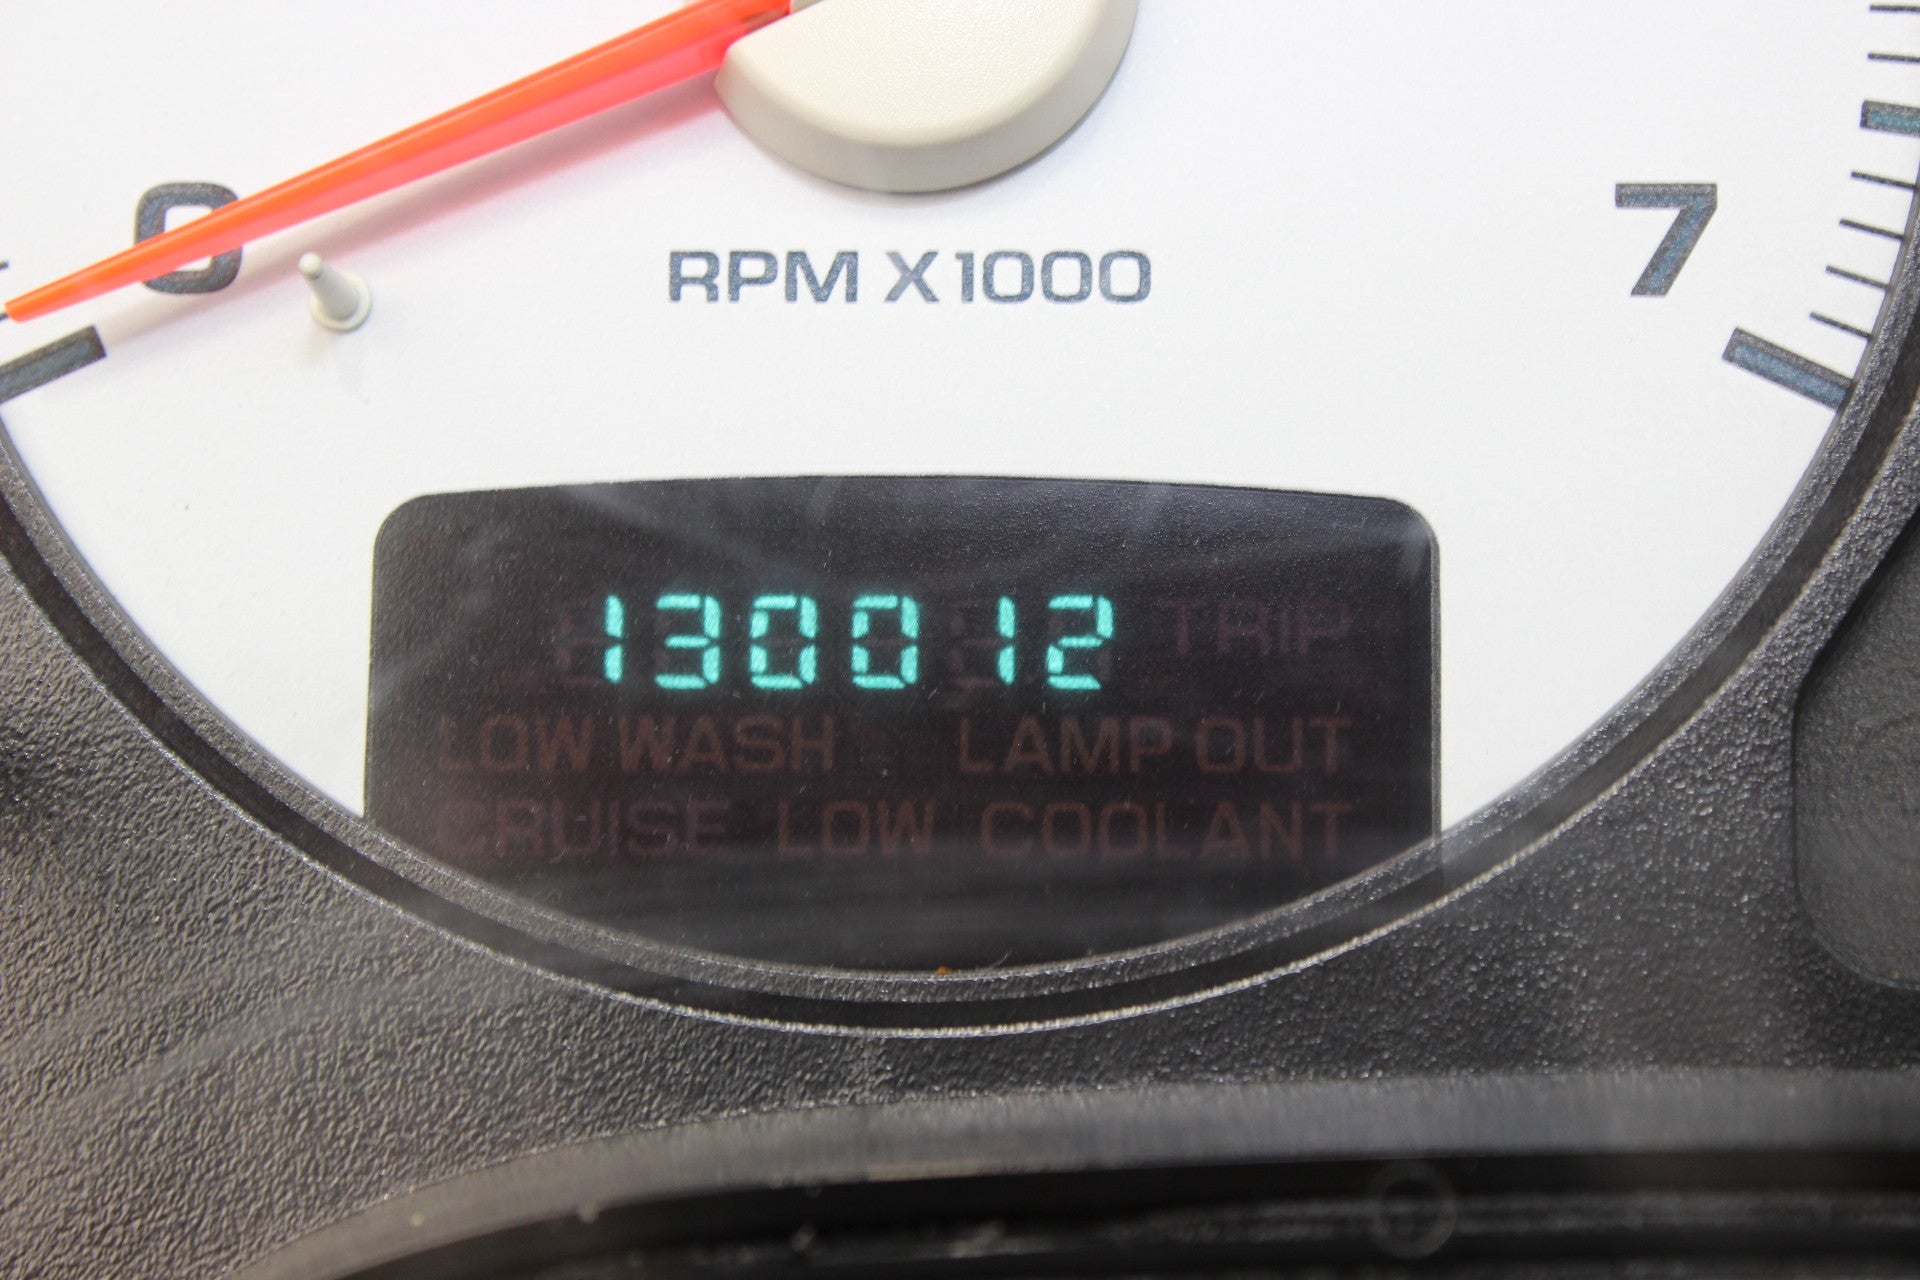 0
RPM X1000
7
130012 TRIP
LOW WASH LAMP OUT
CRUISE LOW COOLANT